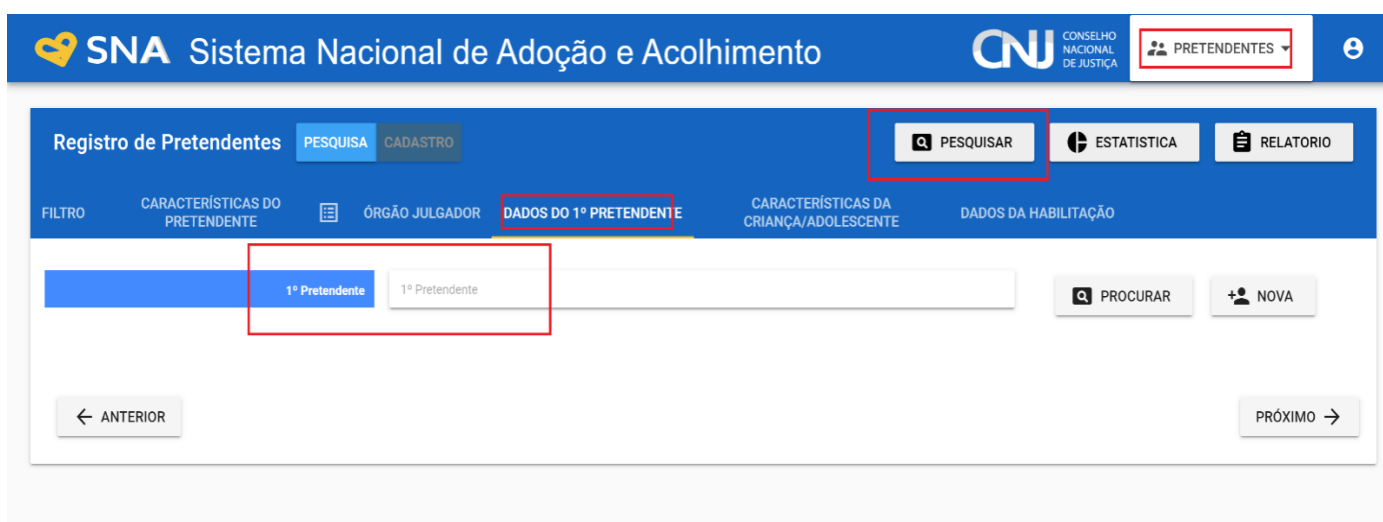 SNA Sistema Nacional de Adoção e Acolhimento
CNJ
CONSELHO
NACIONAL
DE JUSTIÇA
PRETENDENTES
Registro de Pretendentes
PESQUISA
CADASTRO
PESQUISAR
ESTATISTICA
RELATORIO
FILTRO
CARACTERÍSTICAS DO
PRETENDENTE
ÓRGÃO JULGADOR
DADOS DO 1º PRETENDENTE
CARACTERÍSTICAS DA
CRIANÇA/ADOLESCENTE
DADOS DA HABILITAÇÃO
1º Pretendente
1º Pretendente
PROCURAR
NOVA
ANTERIOR
PRÓXIMO